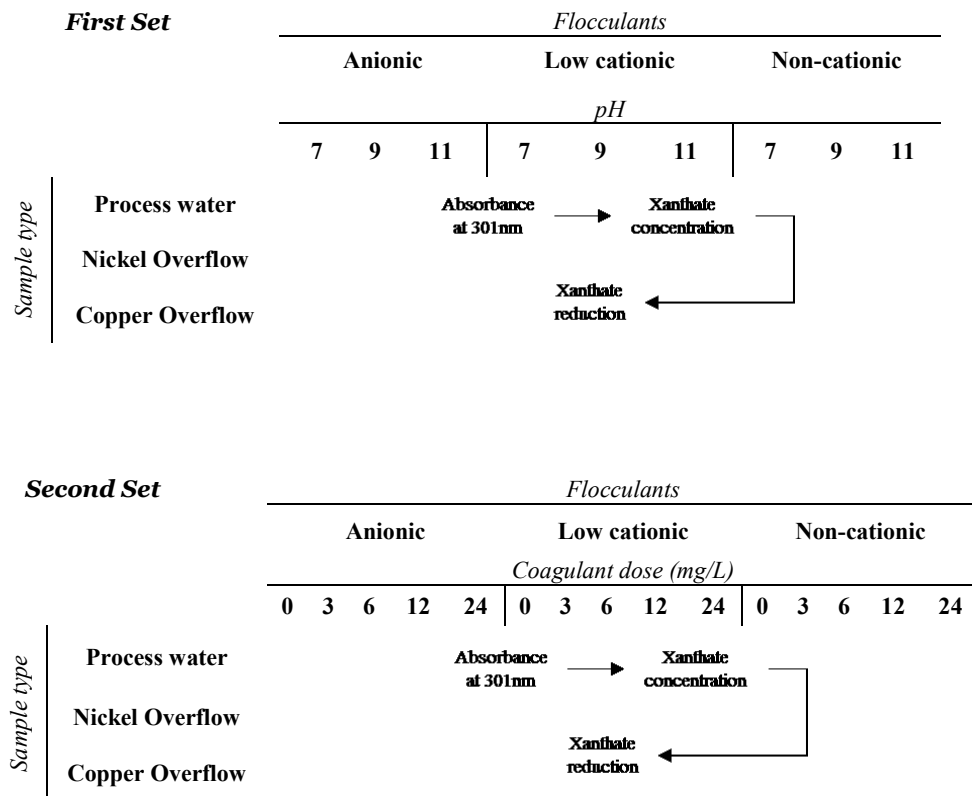 First Set
Flocculants
Anionic Low cationic Non-cationic
pH
7 9 11 7 9 11 7 9 11
Sample type
Process water
Absorbance
at 301nm
Xanthate
concentration
Nickel Overflow
Xanthate
reduction
Copper Overflow
Second Set
Flocculants
Anionic Low cationic Non-cationic
Coagulant dose (mg/L)
0 3 6 12 24 0 3 6 12 24 0 3 6 12 24
Sample type
Process water
Absorbance
at 301nm
Xanthate
concentration
Nickel Overflow
Xanthate
reduction
Copper Overflow